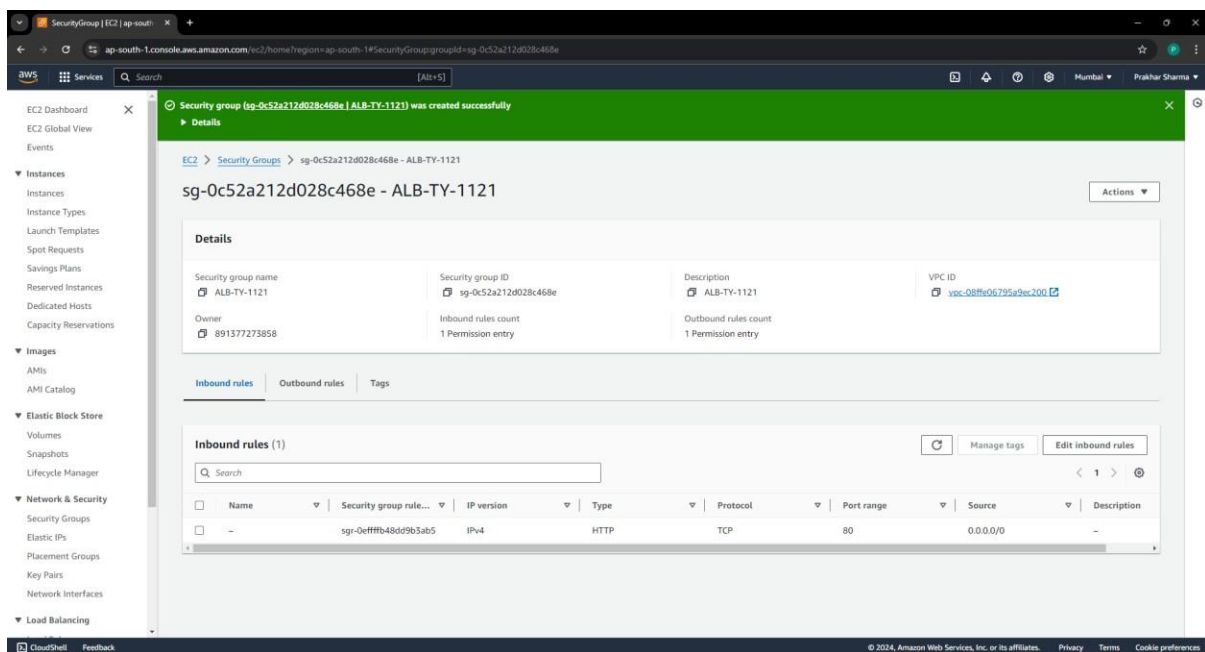 SecurityGroup | EC2 | ap-south
ap-south-1.console.aws.amazon.com/ec2/home?region=ap-south-1#SecurityGroup:groupId=sg-0c52a212d028c468e
aws Services Search [Alt+S] Mumbai Prakhar Sharma
EC2 Dashboard
EC2 Global View
Events
Instances
Instances
Instance Types
Launch Templates
Spot Requests
Savings Plans
Reserved Instances
Dedicated Hosts
Capacity Reservations
Images
AMIs
AMI Catalog
Elastic Block Store
Volumes
Snapshots
Lifecycle Manager
Network & Security
Security Groups
Elastic IPs
Placement Groups
Key Pairs
Network Interfaces
Load Balancing
Security group (sg-0c52a212d028c468e | ALB-TY-1121) was created successfully
Details
EC2 > Security Groups > sg-0c52a212d028c468e - ALB-TY-1121
sg-0c52a212d028c468e - ALB-TY-1121
Actions
Details
Security group name Security group ID Description VPC ID
ALB-TY-1121 sg-0c52a212d028c468e ALB-TY-1121 vpc-08ffe06795a9ec200
Owner Inbound rules count Outbound rules count
891377273858 1 Permission entry 1 Permission entry
Inbound rules Outbound rules Tags
Inbound rules (1) Manage tags Edit inbound rules
Search < 1 >
Name Security group rule... IP version Type Protocol Port range Source Description
– sgr-0effffb48dd9b3ab5 IPv4 HTTP TCP 80 0.0.0.0/0 –
CloudShell Feedback © 2024, Amazon Web Services, Inc. or its affiliates. Privacy Terms Cookie preferences